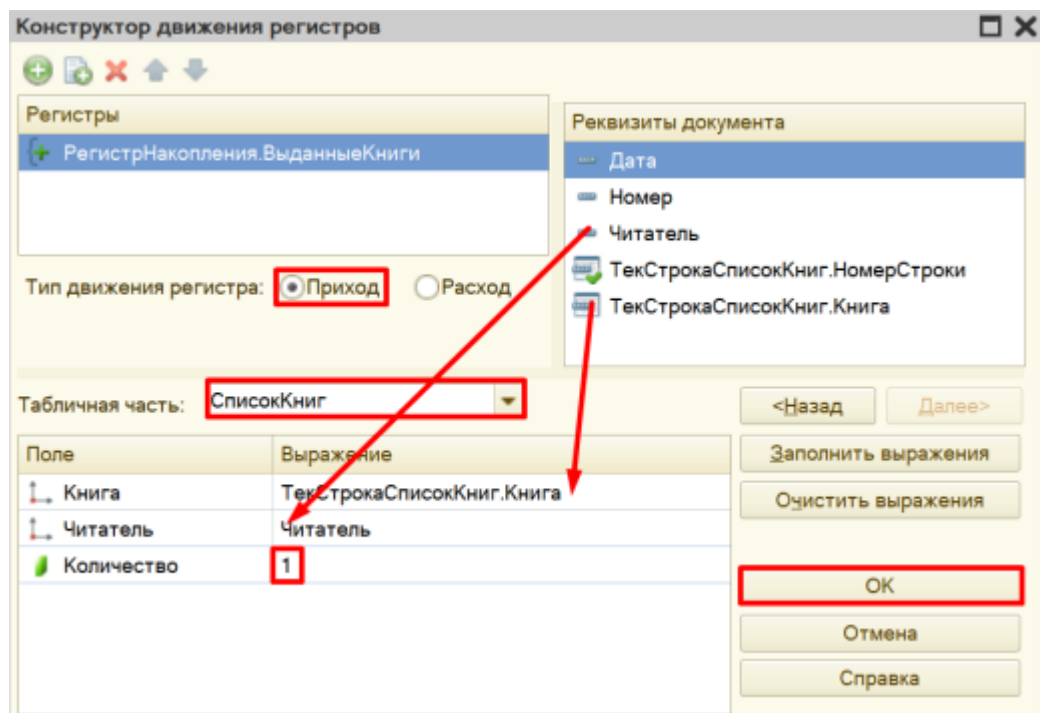 Конструктор движения регистров
Регистры
РегистрНакопления.ВыданныеКниги
Реквизиты документа
Дата
Номер
Читатель
ТекСтрокаСписокКниг.НомерСтроки
ТекСтрокаСписокКниг.Книга
Тип движения регистра: Приход Расход
Табличная часть: СписокКниг
<Назад Далее>
Поле Выражение
Книга ТекСтрокаСписокКниг.Книга
Читатель Читатель
Количество 1
Заполнить выражения
Очистить выражения
ОК
Отмена
Справка